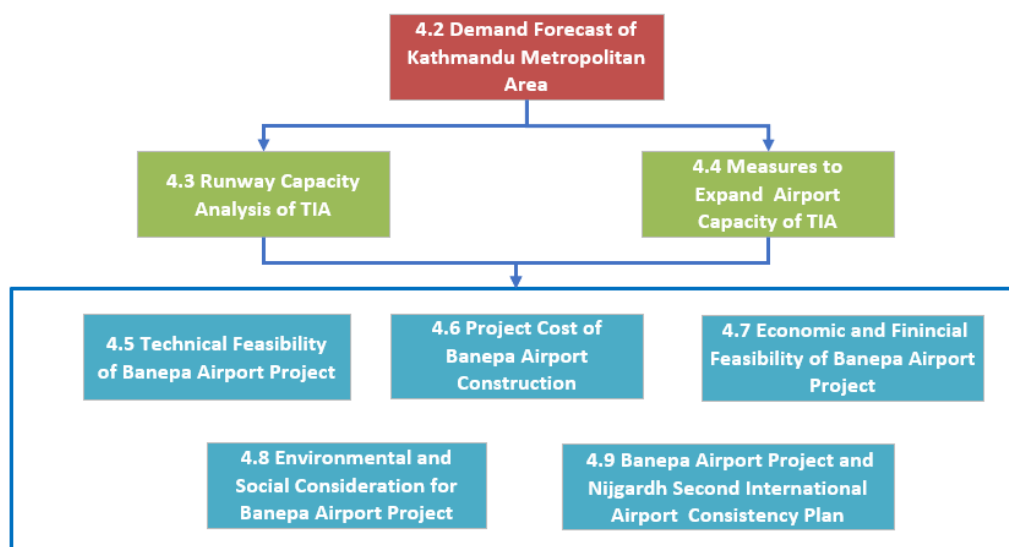 4.2 Demand Forecast of
Kathmandu Metropolitan
Area
4.3 Runway Capacity
Analysis of TIA
4.4 Measures to
Expand Airport
Capacity of TIA
4.5 Technical Feasibility
of Banepa Airport Project
4.6 Project Cost of
Banepa Airport
Construction
4.7 Economic and Finincial
Feasibility of Banepa Airport
Project
4.8 Environmental and
Social Consideration for
Banepa Airport Project
4.9 Banepa Airport Project and
Nijgardh Second International
Airport Consistency Plan